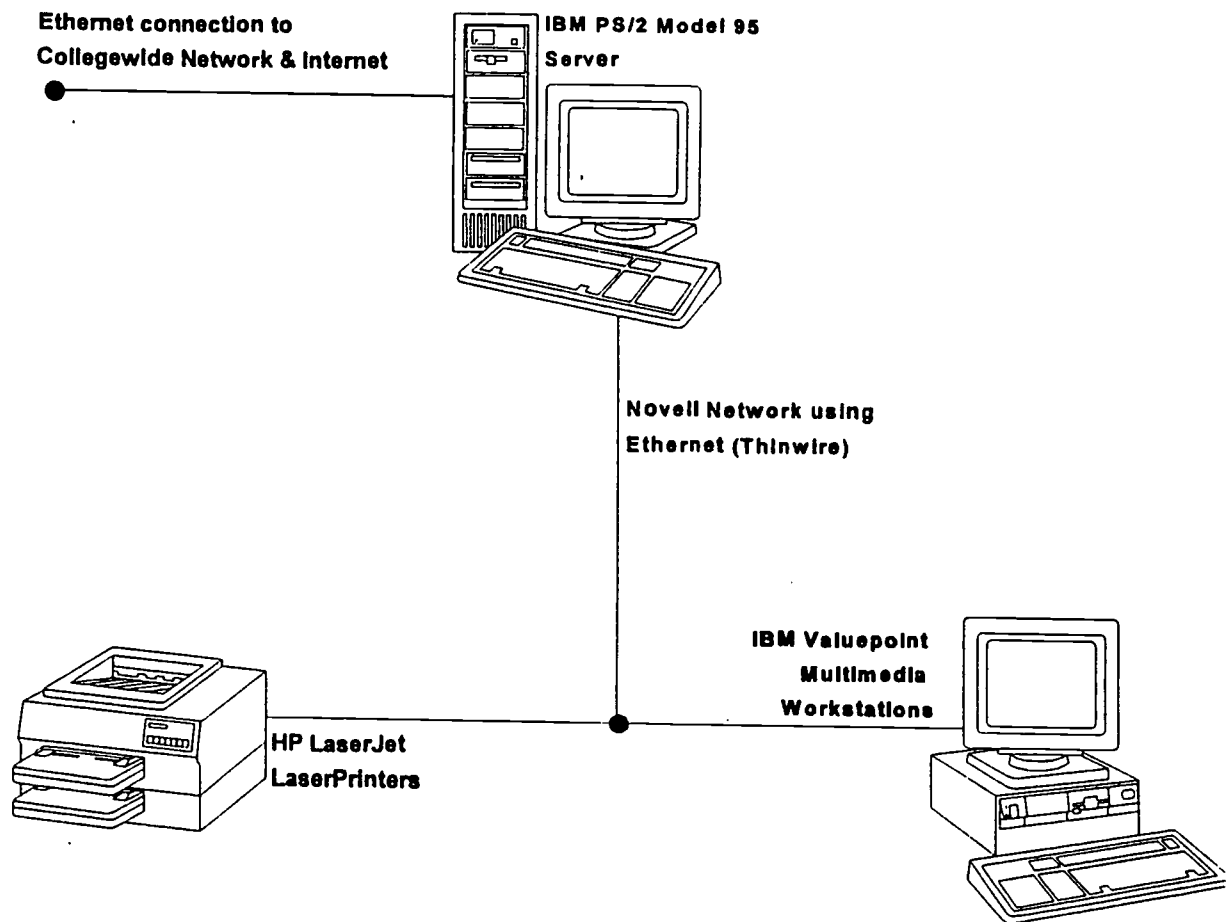 Ethernet connection to
Collegewide Network & Internet
IBM PS/2 Model 95
Server
Novell Network using
Ethernet (Thinwire)
IBM Valuepoint
Multimedia
Workstations
HP LaserJet
LaserPrinters